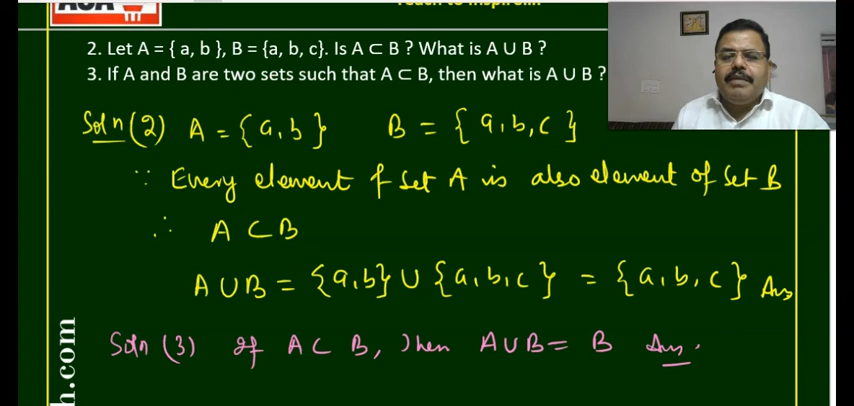 2. Let A = { a, b }, B = {a, b, c}. Is A ⊂ B ? What is A ∪ B ?
3. If A and B are two sets such that A ⊂ B, then what is A ∪ B ?
Soln (2) A = {a, b} B = {a, b, c}
∵ Every element of set A is also element of set B
∴ A ⊂ B
A ∪ B = {a, b} ∪ {a, b, c} = {a, b, c} Ans
Soln (3) If A ⊂ B, Then A ∪ B = B Ans.